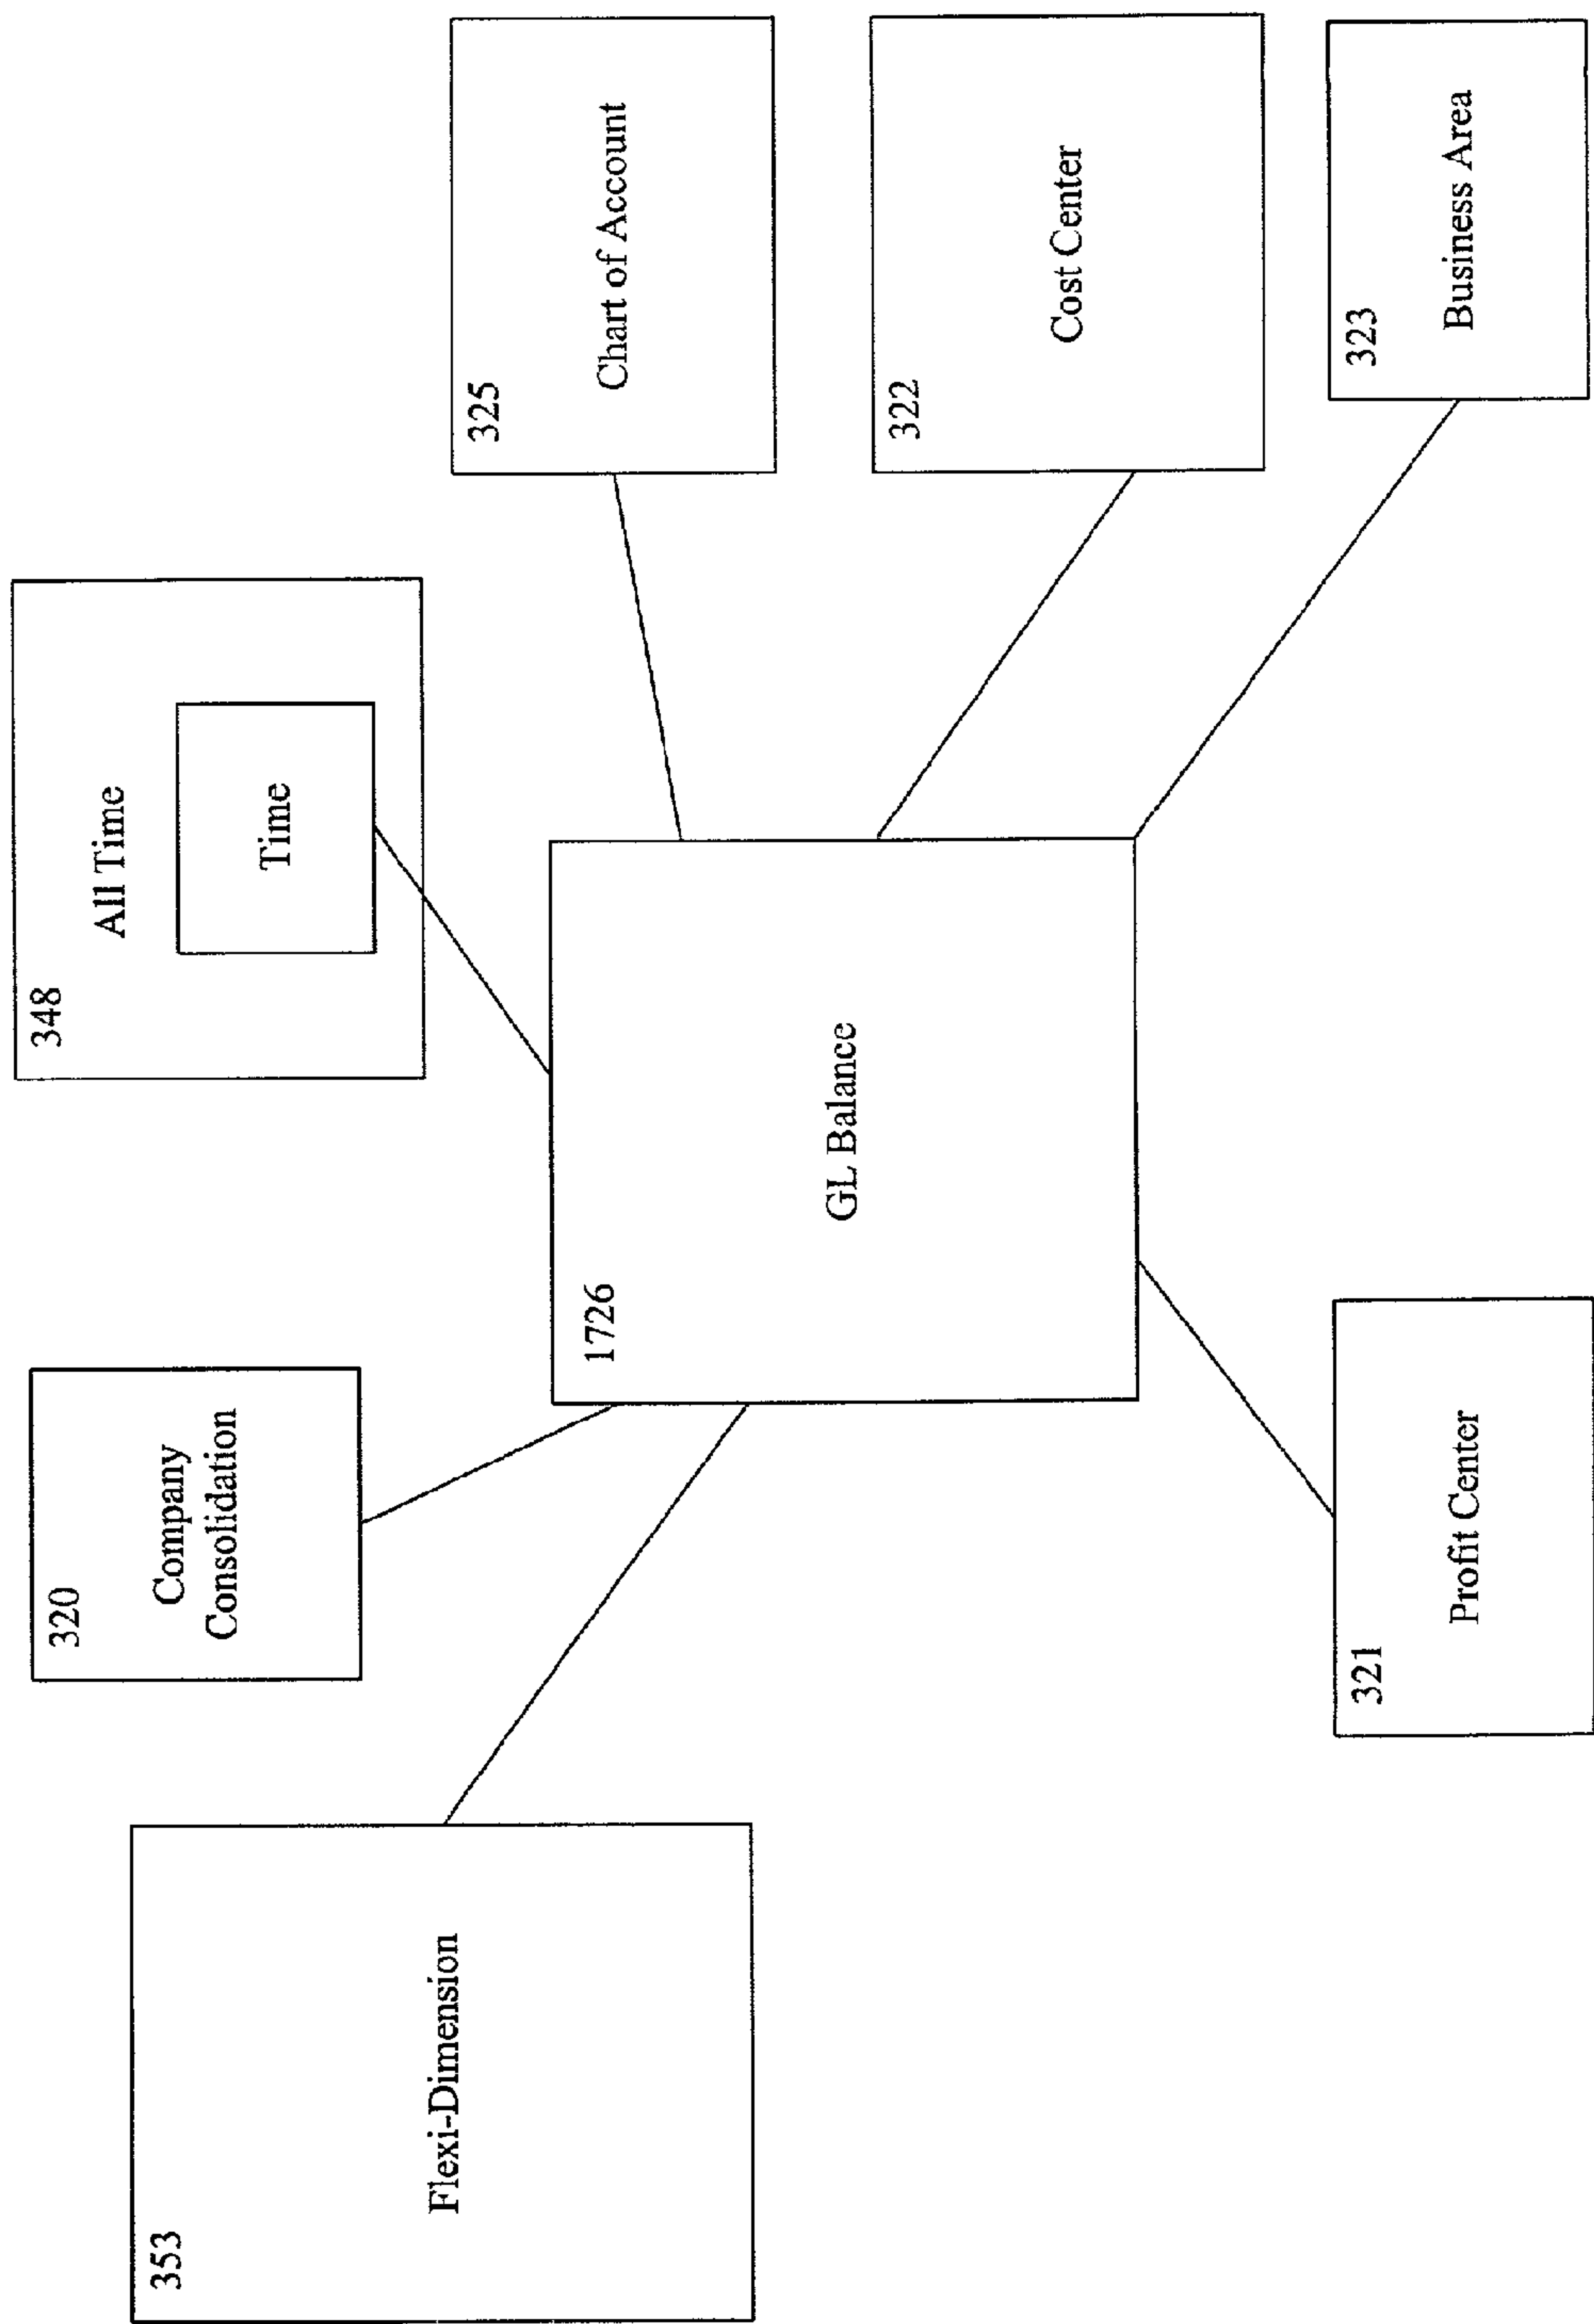 353
Flexi-Dimension
320
Company
Consolidation
348
All Time
Time
325
Chart of Account
1726
GL Balance
322
Cost Center
321
Profit Center
323
Business Area